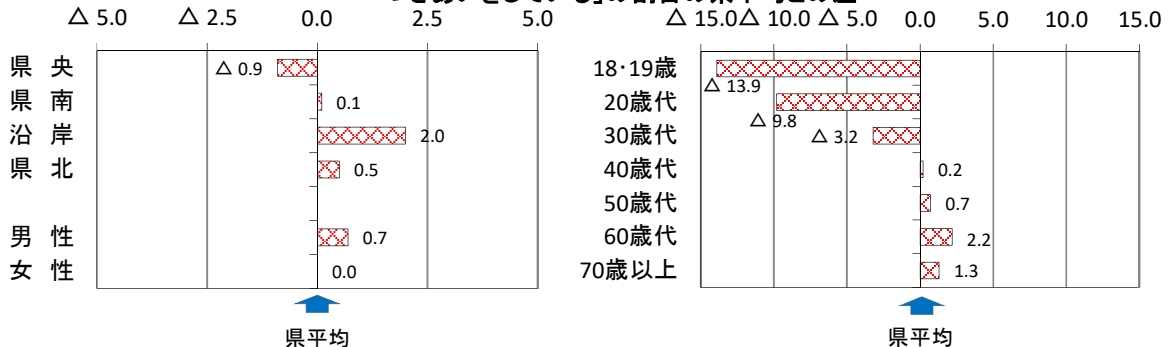 △ 5.0 △ 2.5 0.0 2.5 5.0
県 央 △ 0.9
県 南 0.1
沿 岸 2.0
県 北 0.5
男 性 0.7
女 性 0.0
県平均
△ 15.0 △ 10.0 △ 5.0 0.0 5.0 10.0 15.0
18・19歳 △ 13.9
20歳代 △ 9.8
30歳代 △ 3.2
40歳代 0.2
50歳代 0.7
60歳代 2.2
70歳以上 1.3
県平均